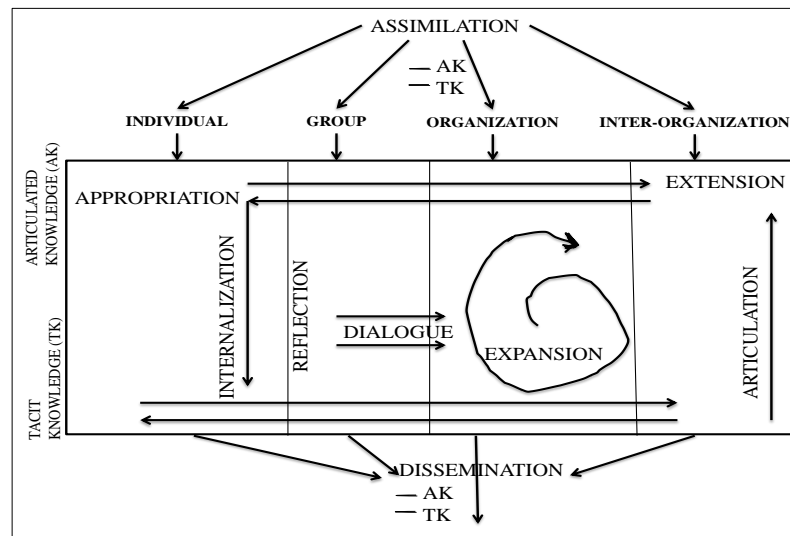 ASSIMILATION
AK
TK
INDIVIDUAL GROUP ORGANIZATION INTER-ORGANIZATION
ARTICULATED
KNOWLEDGE (AK)
APPROPRIATION
EXTENSION
INTERNALIZATION
REFLECTION
DIALOGUE
EXPANSION
ARTICULATION
TACIT
KNOWLEDGE (TK)
DISSEMINATION
AK
TK